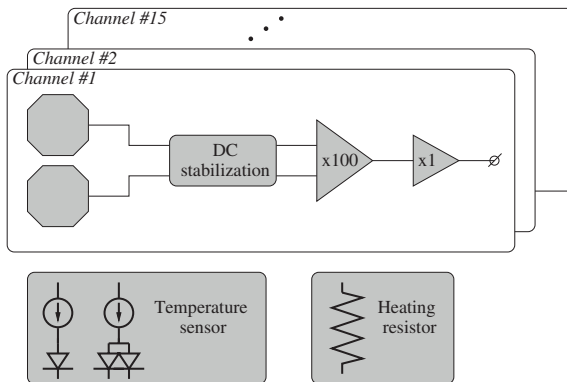 Channel #15
Channel #2
Channel #1
DC
stabilization
x100
x1
Temperature
sensor
Heating
resistor